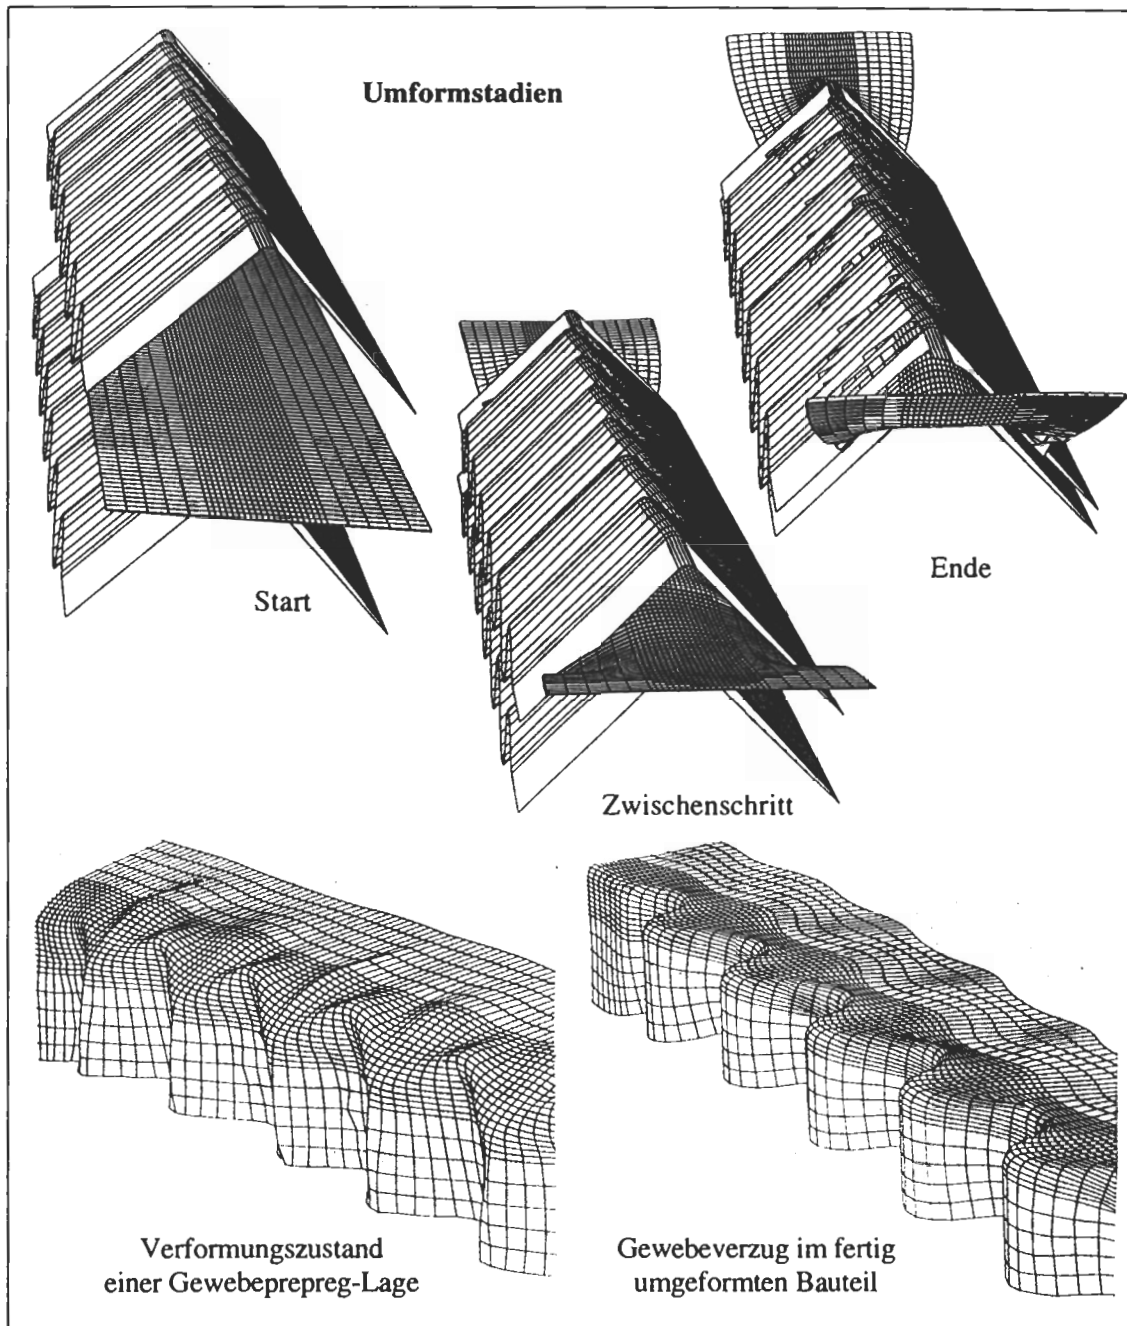 Umformstadien
Start
Zwischenschritt
Ende
Verformungszustand
einer Gewebeprepreg-Lage
Gewebeverzug im fertig
umgeformten Bauteil